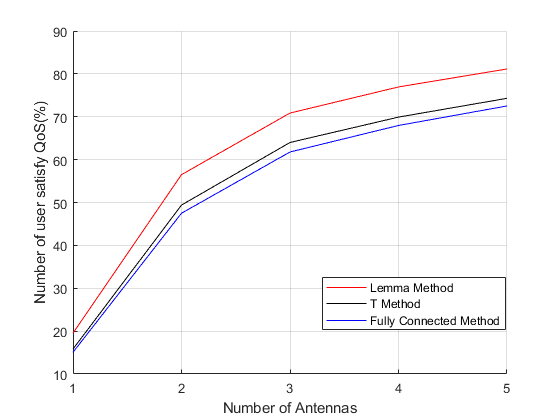 90
80
70
60
50
40
30
20
10
Number of user satisfy QoS(%)
Lemma Method
T Method
Fully Connected Method
1 2 3 4 5
Number of Antennas